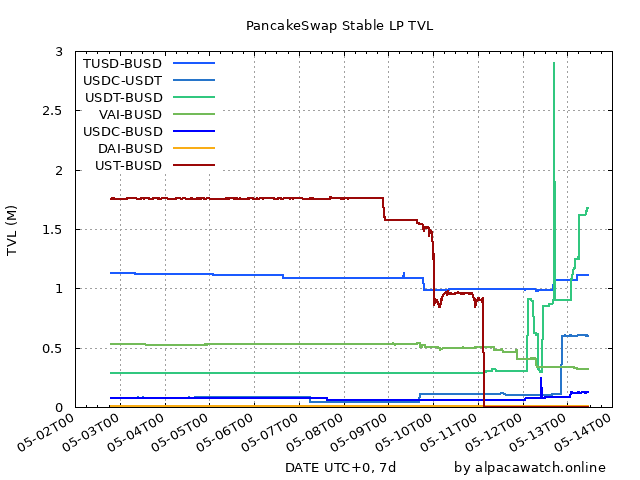 PancakeSwap Stable LP TVL
3
2.5
2
1.5
1
0.5
0
TVL (M)
TUSD-BUSD
USDC-USDT
USDT-BUSD
VAI-BUSD
USDC-BUSD
DAI-BUSD
UST-BUSD
05-02T00
05-03T00
05-04T00
05-05T00
05-06T00
05-07T00
05-08T00
05-09T00
05-10T00
05-11T00
05-12T00
05-13T00
05-14T00
DATE UTC+0, 7d
by alpacawatch.online